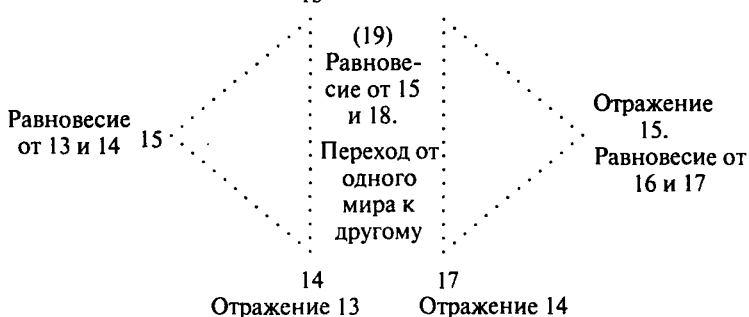 (19)
Равнове-
сие от 15
и 18.
Переход от
одного
мира к
другому
Равновесие
от 13 и 14
15
Отражение
15.
Равновесие от
16 и 17
14
Отражение 13
17
Отражение 14